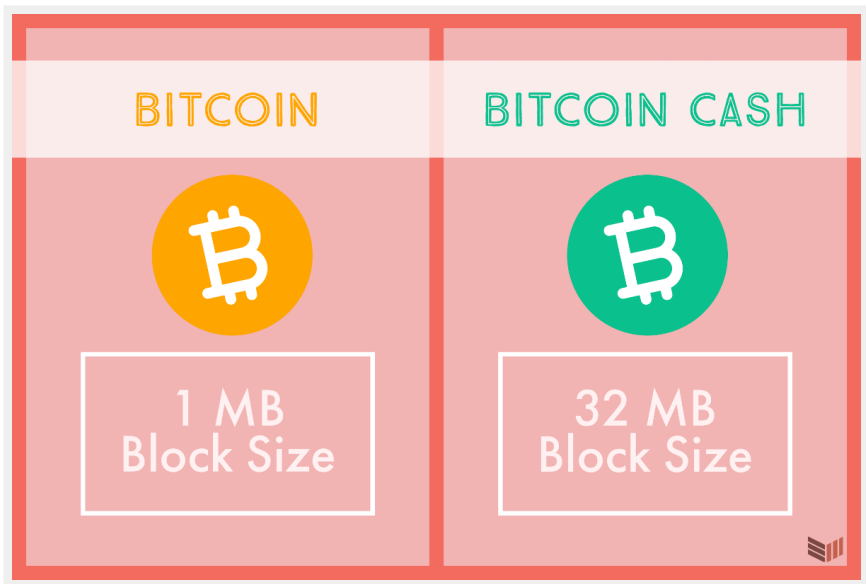 BITCOIN
BITCOIN CASH
1 MB
Block Size
32 MB
Block Size